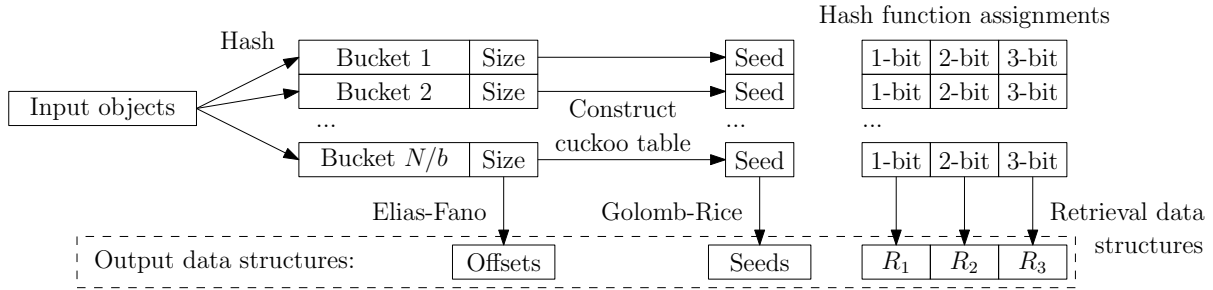 Hash function assignments
Hash
Bucket 1 Size Seed 1-bit 2-bit 3-bit
Input objects
Bucket 2 Size Seed 1-bit 2-bit 3-bit
... Construct ... ...
cuckoo table
Bucket N/b Size Seed 1-bit 2-bit 3-bit
Elias-Fano Golomb-Rice Retrieval data
structures
Output data structures: Offsets Seeds R₁ R₂ R₃